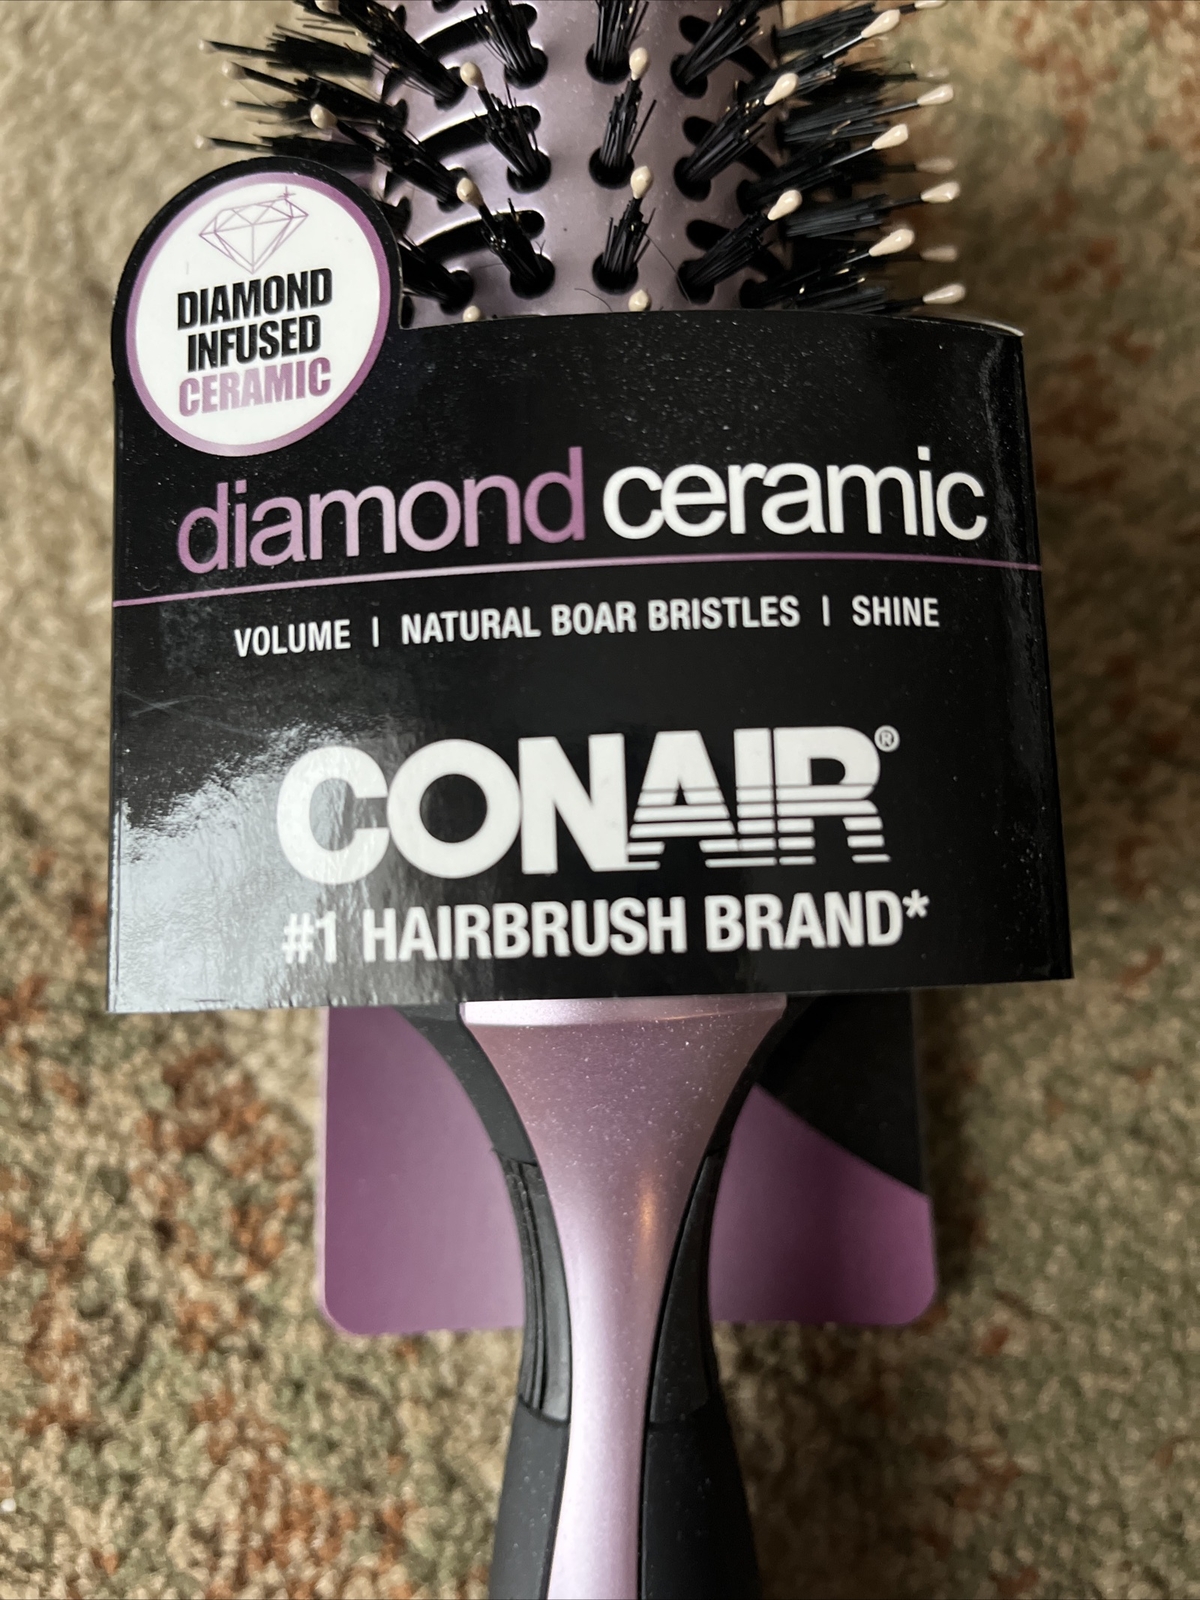 DIAMOND
INFUSED
CERAMIC
diamond ceramic
VOLUME | NATURAL BOAR BRISTLES | SHINE
CONAIR®
#1 HAIRBRUSH BRAND*